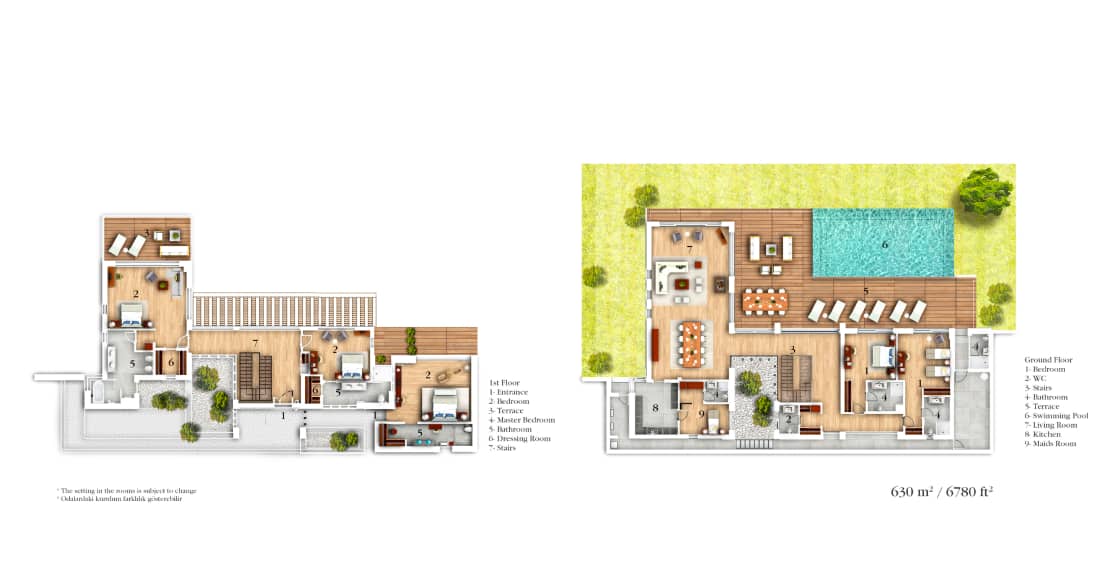 3
2
5
6
7
2
6
5
1
2
5
1st Floor
1- Entrance
2- Bedroom
3- Terrace
4- Master Bedroom
5- Bathroom
6- Dressing Room
7- Stairs
7
6
5
3
8
9
2
1
4
1
4
4
Ground Floor
1- Bedroom
2- WC
3- Stairs
4- Bathroom
5- Terrace
6- Swimming Pool
7- Living Room
8- Kitchen
9- Maids Room
¹ The setting in the rooms is subject to change
² Odalardaki kurulum farklılık gösterebilir
630 m² / 6780 ft²